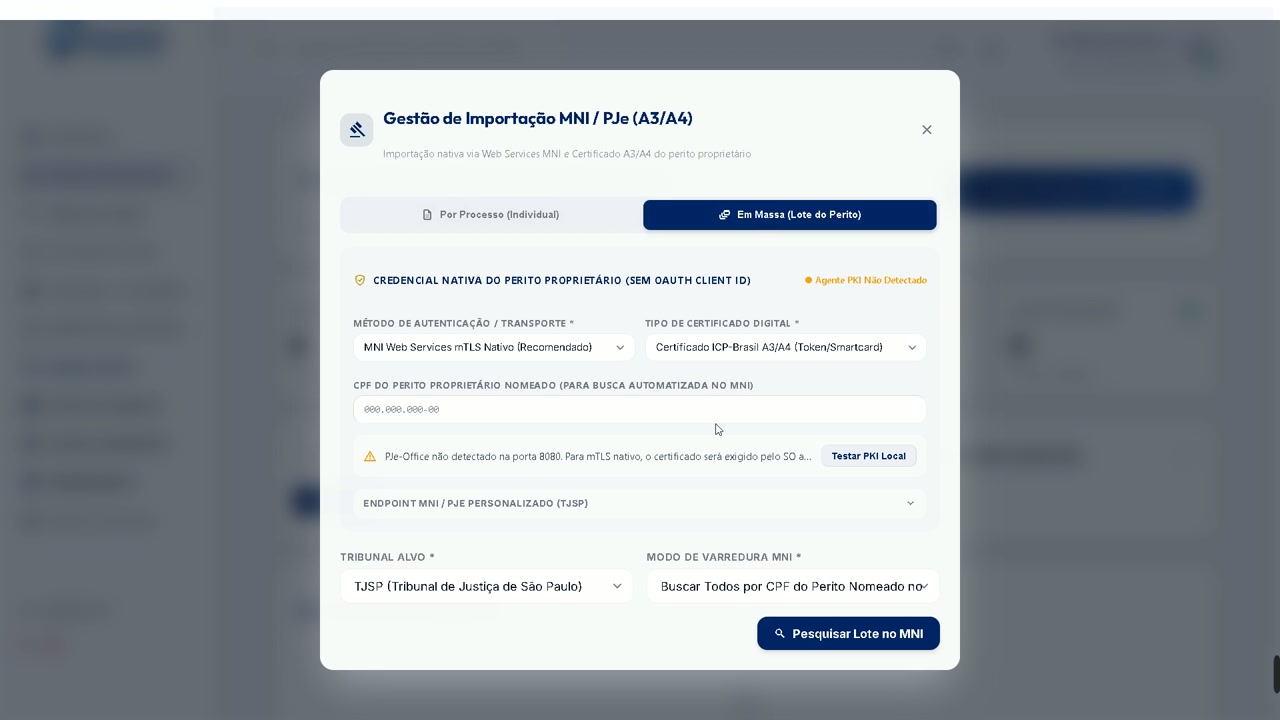 Gestão de Importação MNI / PJe (A3/A4)
Importação nativa via Web Services MNI e Certificado A3/A4 do perito proprietário
Por Processo (Individual)
Em Massa (Lote do Perito)
CREDENCIAL NATIVA DO PERITO PROPRIETÁRIO (SEM OAUTH CLIENT ID)
Agente PKI Não Detectado
MÉTODO DE AUTENTICAÇÃO / TRANSPORTE *
TIPO DE CERTIFICADO DIGITAL *
MNI Web Services mTLS Nativo (Recomendado)
Certificado ICP-Brasil A3/A4 (Token/Smartcard)
CPF DO PERITO PROPRIETÁRIO NOMEADO (PARA BUSCA AUTOMATIZADA NO MNI)
000.000.000-00
PJe-Office não detectado na porta 8080. Para mTLS nativo, o certificado será exigido pelo SO a...
Testar PKI Local
ENDPOINT MNI / PJE PERSONALIZADO (TJSP)
TRIBUNAL ALVO *
MODO DE VARREDURA MNI *
TJSP (Tribunal de Justiça de São Paulo)
Buscar Todos por CPF do Perito Nomeado no
Pesquisar Lote no MNI